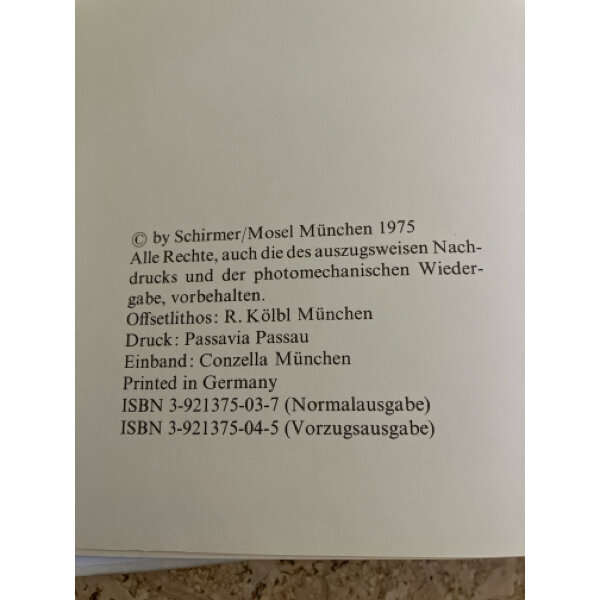 © by Schirmer/Mosel München 1975
Alle Rechte, auch die des auszugsweisen Nach-
drucks und der photomechanischen Wieder-
gabe, vorbehalten.
Offsetlithos: R. Kölbl München
Druck: Passavia Passau
Einband: Conzella München
Printed in Germany
ISBN 3-921375-03-7 (Normalausgabe)
ISBN 3-921375-04-5 (Vorzugsausgabe)